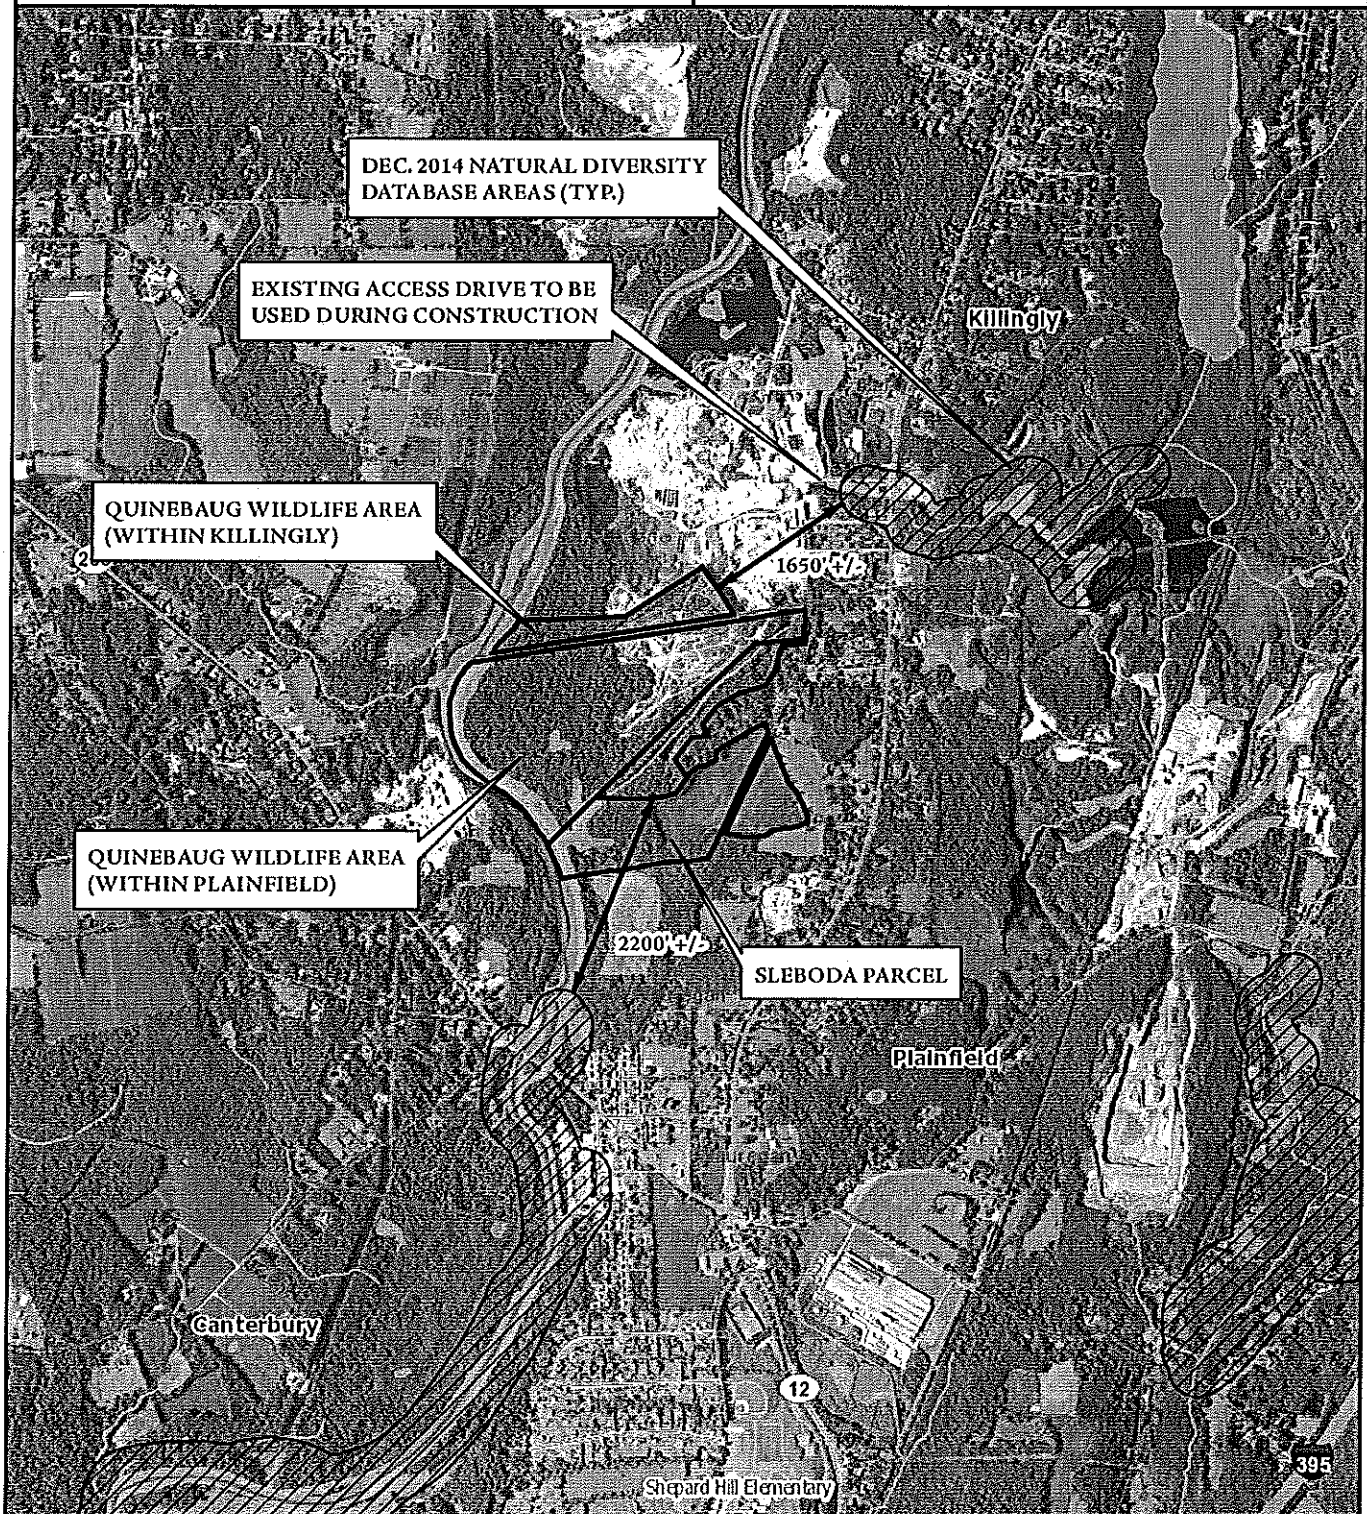 DEC. 2014 NATURAL DIVERSITY
DATABASE AREAS (TYP.)
EXISTING ACCESS DRIVE TO BE
USED DURING CONSTRUCTION
Killingly
QUINEBAUG WILDLIFE AREA
(WITHIN KILLINGLY)
1650' +/-
QUINEBAUG WILDLIFE AREA
(WITHIN PLAINFIELD)
2200' +/-
SLEBODA PARCEL
Plainfield
Canterbury
12
395
Shepard Hill Elementary